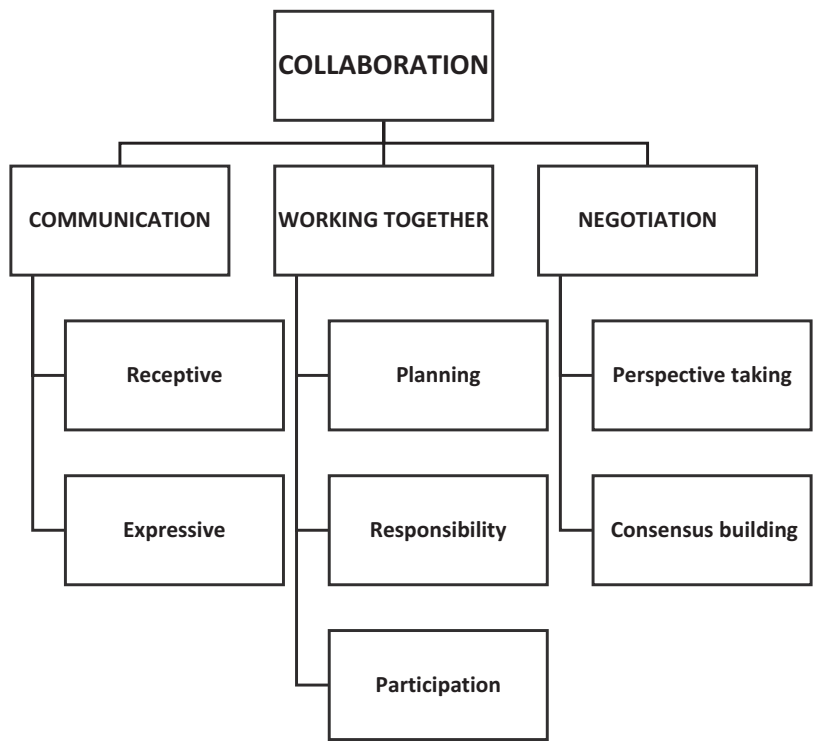 COLLABORATION
COMMUNICATION
WORKING TOGETHER
NEGOTIATION
Receptive
Planning
Perspective taking
Expressive
Responsibility
Consensus building
Participation